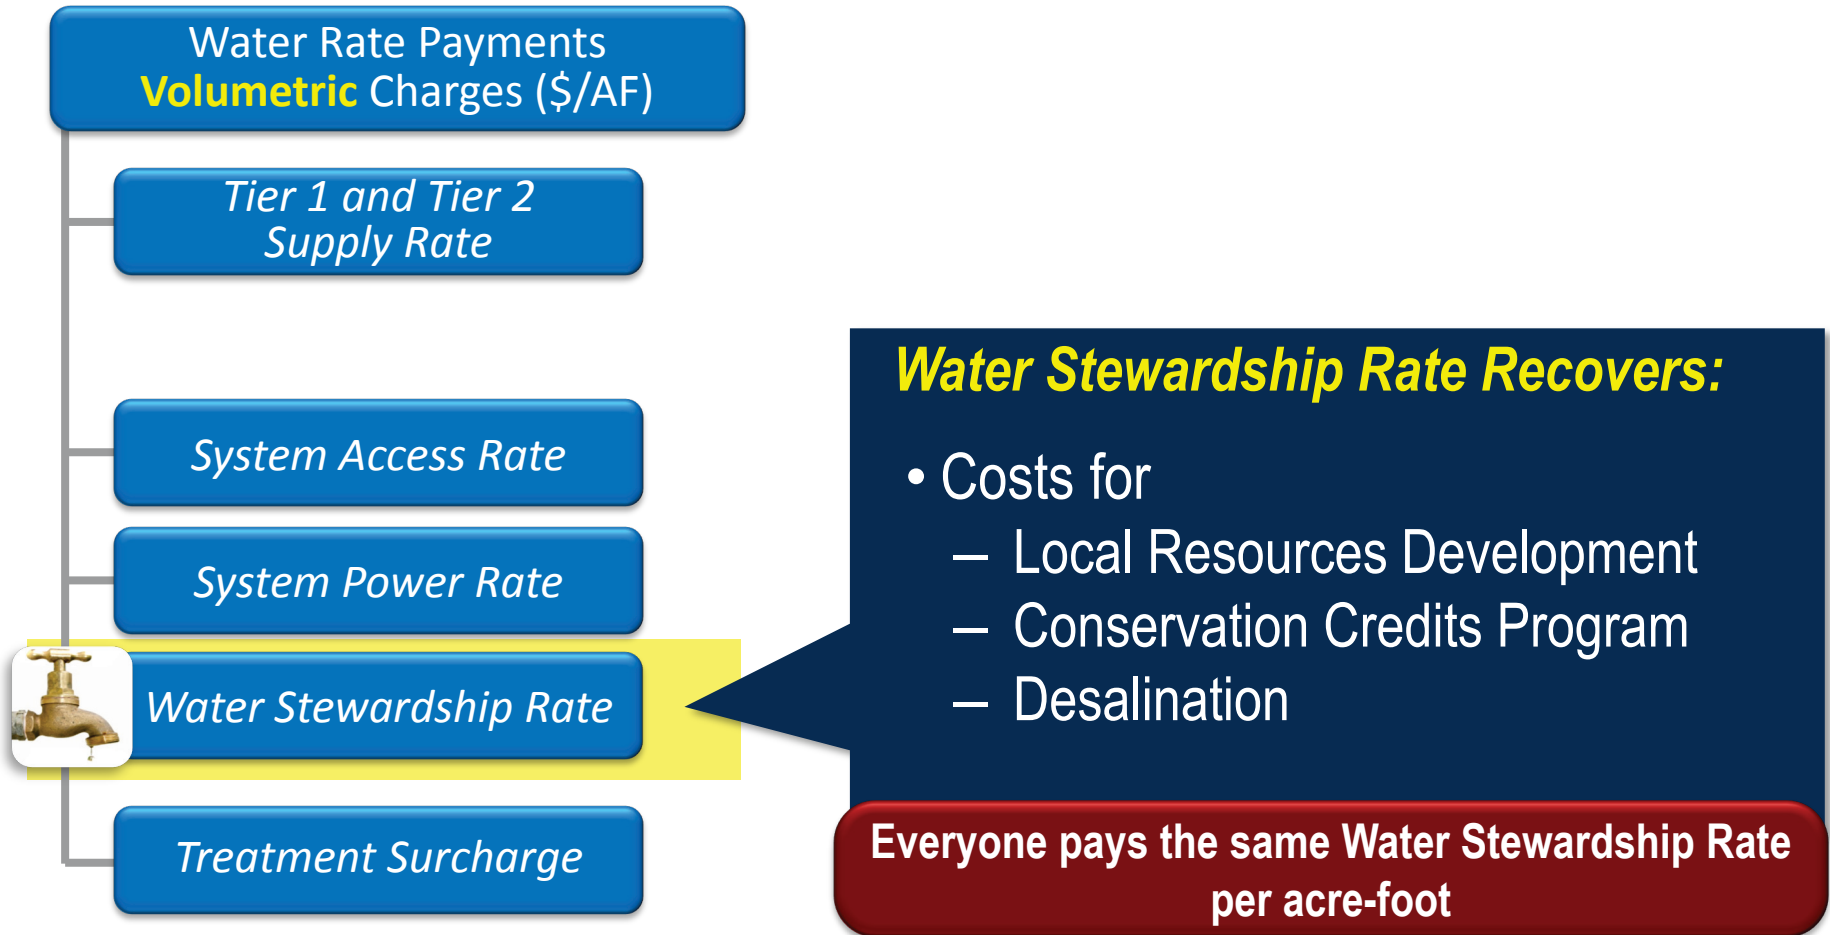 Water Rate Payments
Volumetric Charges ($/AF)
Tier 1 and Tier 2
Supply Rate
System Access Rate
System Power Rate
Water Stewardship Rate
Treatment Surcharge
Water Stewardship Rate Recovers:
• Costs for
– Local Resources Development
– Conservation Credits Program
– Desalination
Everyone pays the same Water Stewardship Rate
per acre-foot